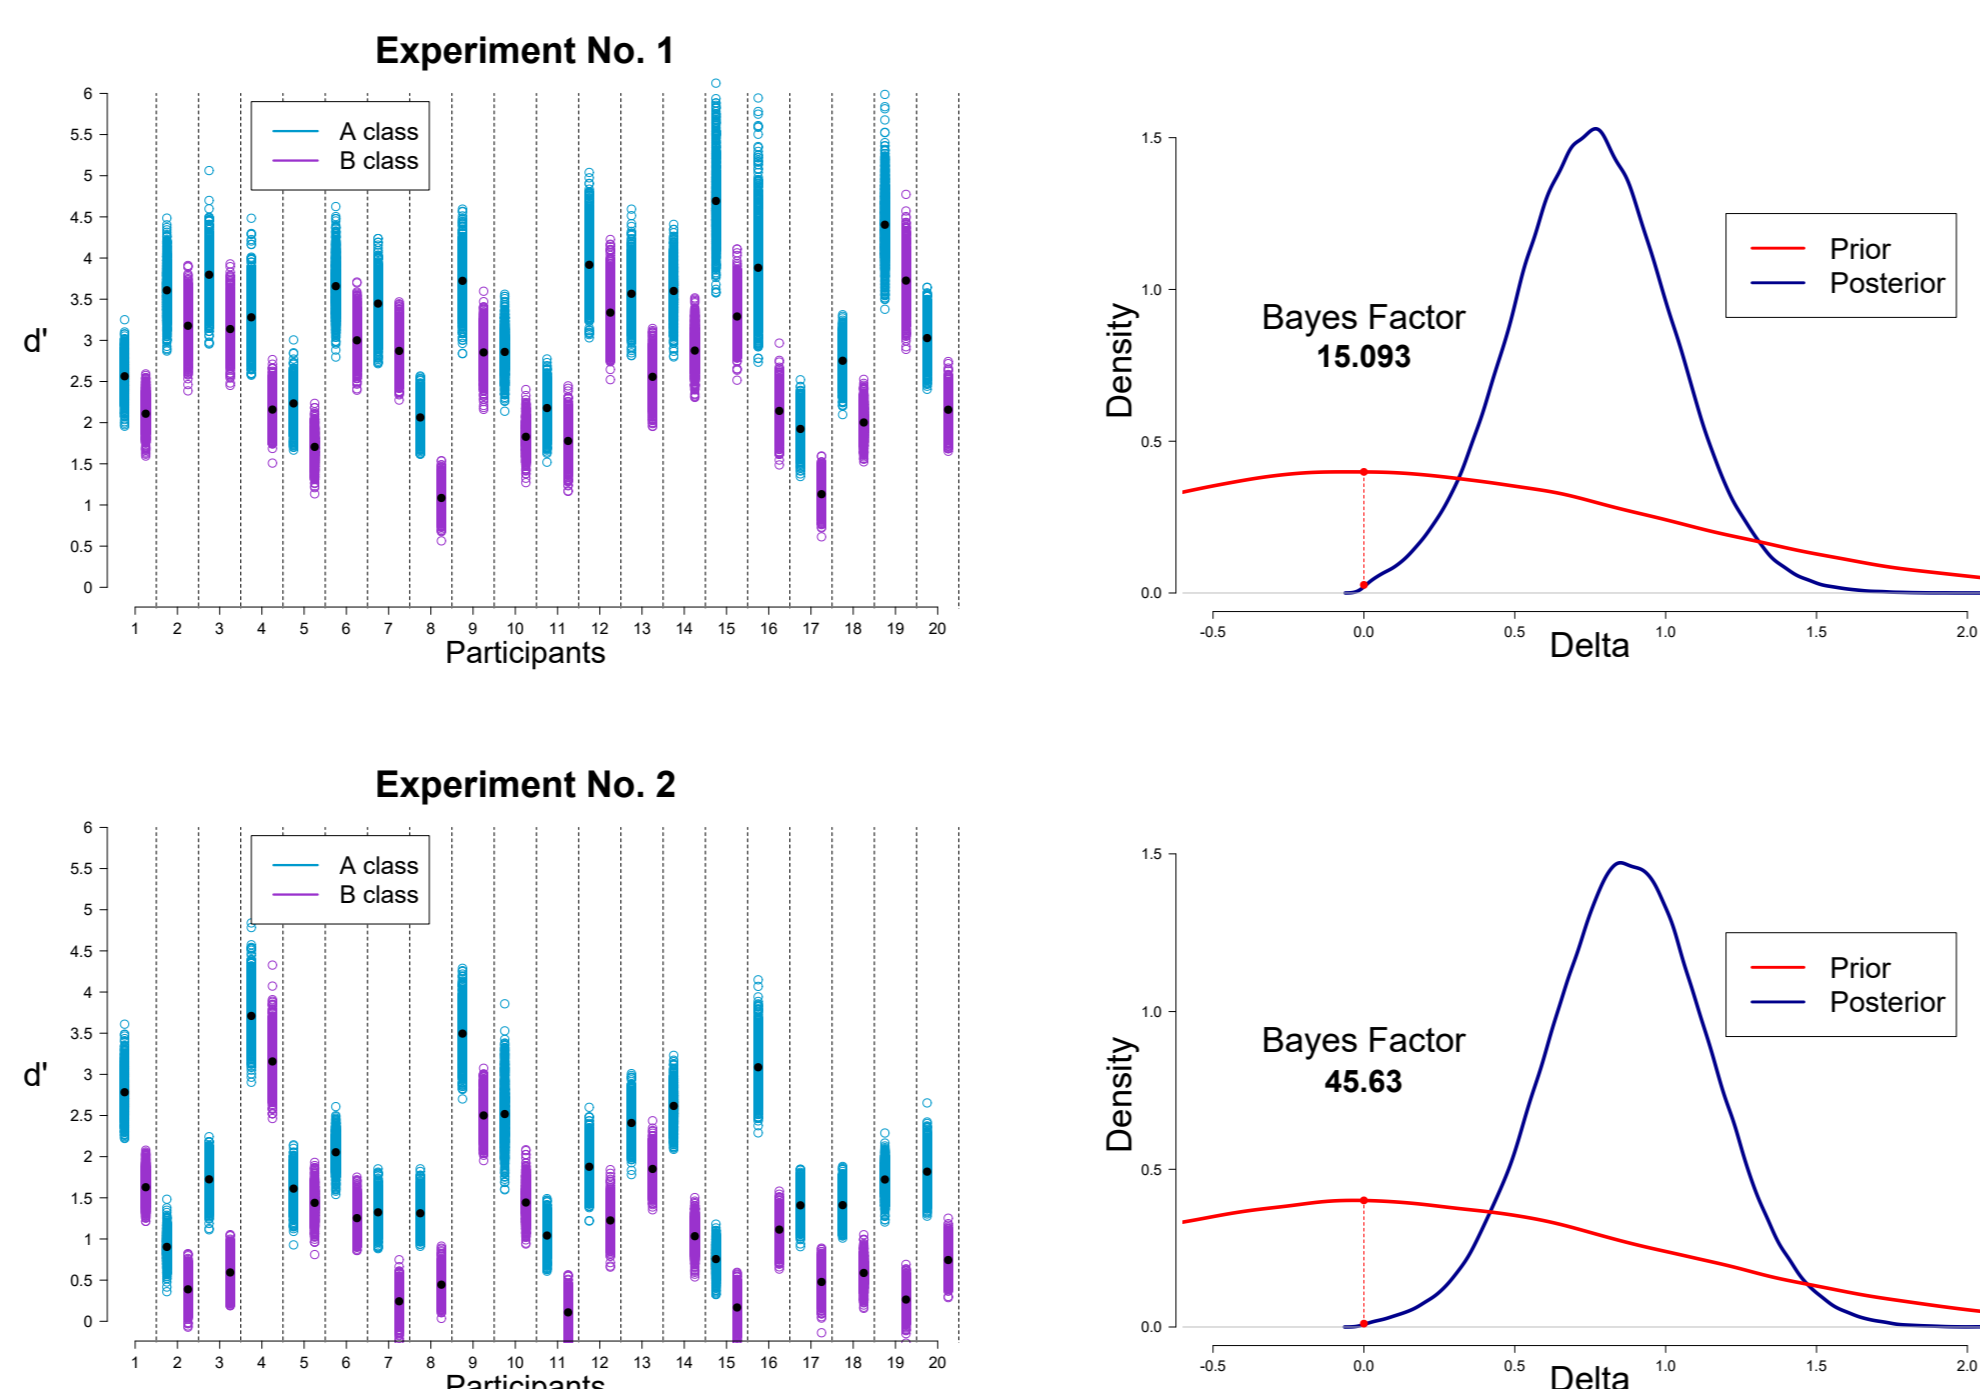 Experiment No. 1
6
5.5
5
4.5
4
3.5
3
2.5
2
1.5
1
0.5
0
d'
A class
B class
1 2 3 4 5 6 7 8 9 10 11 12 13 14 15 16 17 18 19 20
Participants
1.5
1.0
0.5
0.0
Density
Bayes Factor
15.093
Prior
Posterior
-0.5 0.0 0.5 1.0 1.5 2.0
Delta
Experiment No. 2
6
5.5
5
4.5
4
3.5
3
2.5
2
1.5
1
0.5
0
d'
A class
B class
1 2 3 4 5 6 7 8 9 10 11 12 13 14 15 16 17 18 19 20
Participants
1.5
1.0
0.5
0.0
Density
Bayes Factor
45.63
Prior
Posterior
-0.5 0.0 0.5 1.0 1.5 2.0
Delta